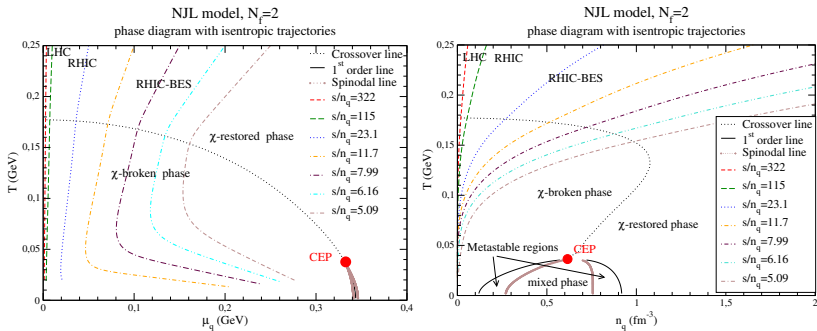 NJL model, N_f=2
phase diagram with isentropic trajectories
0,25
0,2
0,15
0,1
0,05
0
T (GeV)
LHC
RHIC
RHIC-BES
Crossover line
1st order line
Spinodal line
s/n_q=322
s/n_q=115
s/n_q=23.1
s/n_q=11.7
s/n_q=7.99
s/n_q=6.16
s/n_q=5.09
χ-restored phase
χ-broken phase
CEP
0 0,1 0,2 0,3 0,4
μ_q (GeV)
NJL model, N_f=2
phase diagram with isentropic trajectories
0,25
0,2
0,15
0,1
0,05
0
T (GeV)
LHC
RHIC
RHIC-BES
Crossover line
1st order line
Spinodal line
s/n_q=322
s/n_q=115
s/n_q=23.1
s/n_q=11.7
s/n_q=7.99
s/n_q=6.16
s/n_q=5.09
χ-broken phase
χ-restored phase
Metastable regions
CEP
mixed phase
0 0,5 1 1,5 2
n_q (fm⁻³)